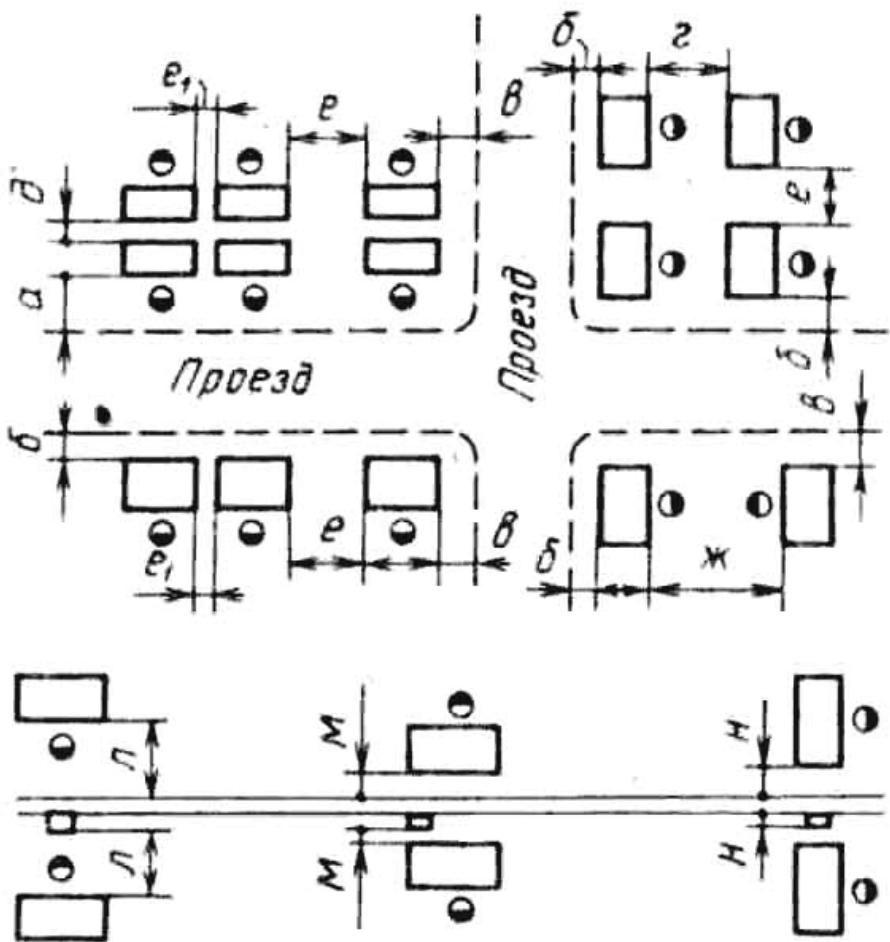 б г
е₁ е в
д
е
а
Проезд
Проезд
б
в
б
е в
е₁
б ж
л м н
л м н